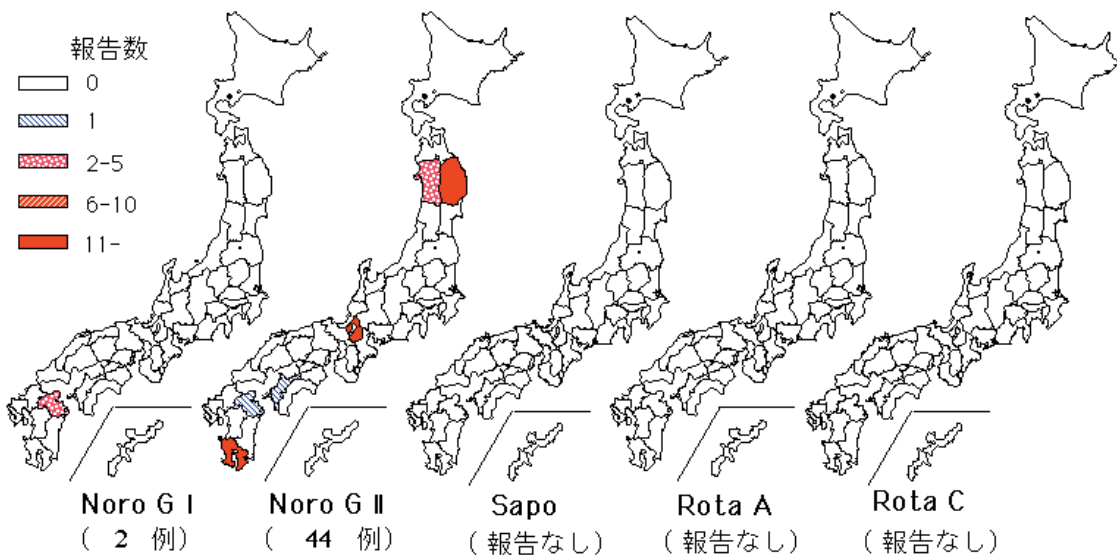 報告数
0
1
2-5
6-10
11-
Noro G I
( 2 例)
Noro G II
( 44 例)
Sapo
(報告なし)
Rota A
(報告なし)
Rota C
(報告なし)